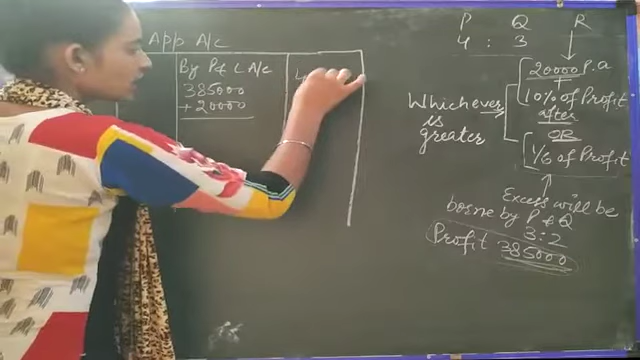 App A/c
By P & L A/c
385000
+ 20000
4
P Q R
4 : 3
20000 P.a
+
10% of Profit
after
OR
1/6 of Profit
Whichever
is
greater
Excess will be
borne by P & Q
3:2
Profit 385000